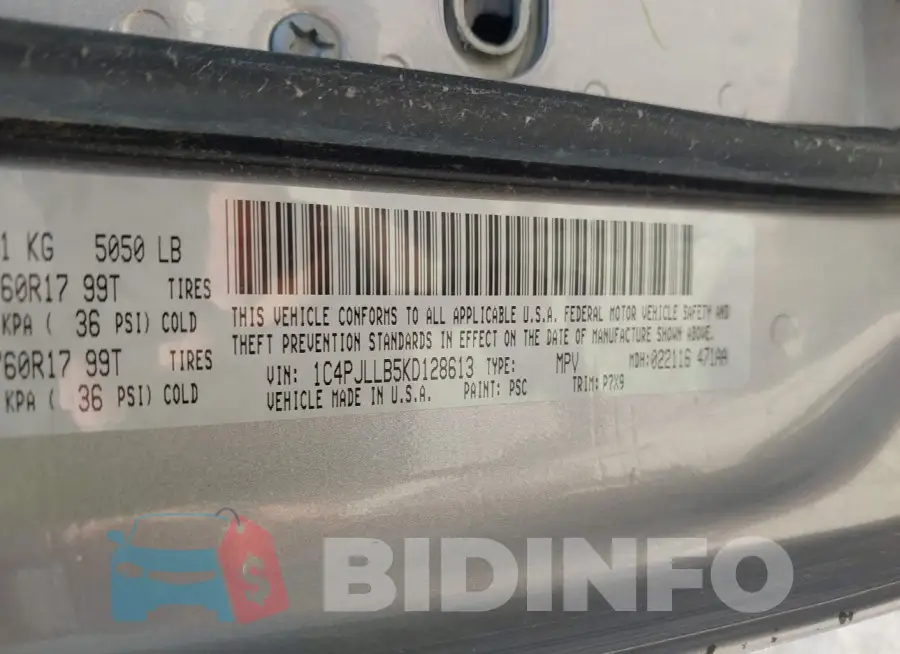 1 KG 5050 LB
60R17 99T TIRES
KPA ( 36 PSI) COLD
60R17 99T TIRES
KPA ( 36 PSI) COLD
THIS VEHICLE CONFORMS TO ALL APPLICABLE U.S.A. FEDERAL MOTOR VEHICLE SAFETY AND
THEFT PREVENTION STANDARDS IN EFFECT ON THE DATE OF MANUFACTURE SHOWN ABOVE.
VIN: 1C4PJLLB5KD128613 TYPE: MPV MDH:022116 471AA
VEHICLE MADE IN U.S.A. PAINT: PSC TRIM: P7X9
$ BIDINFO